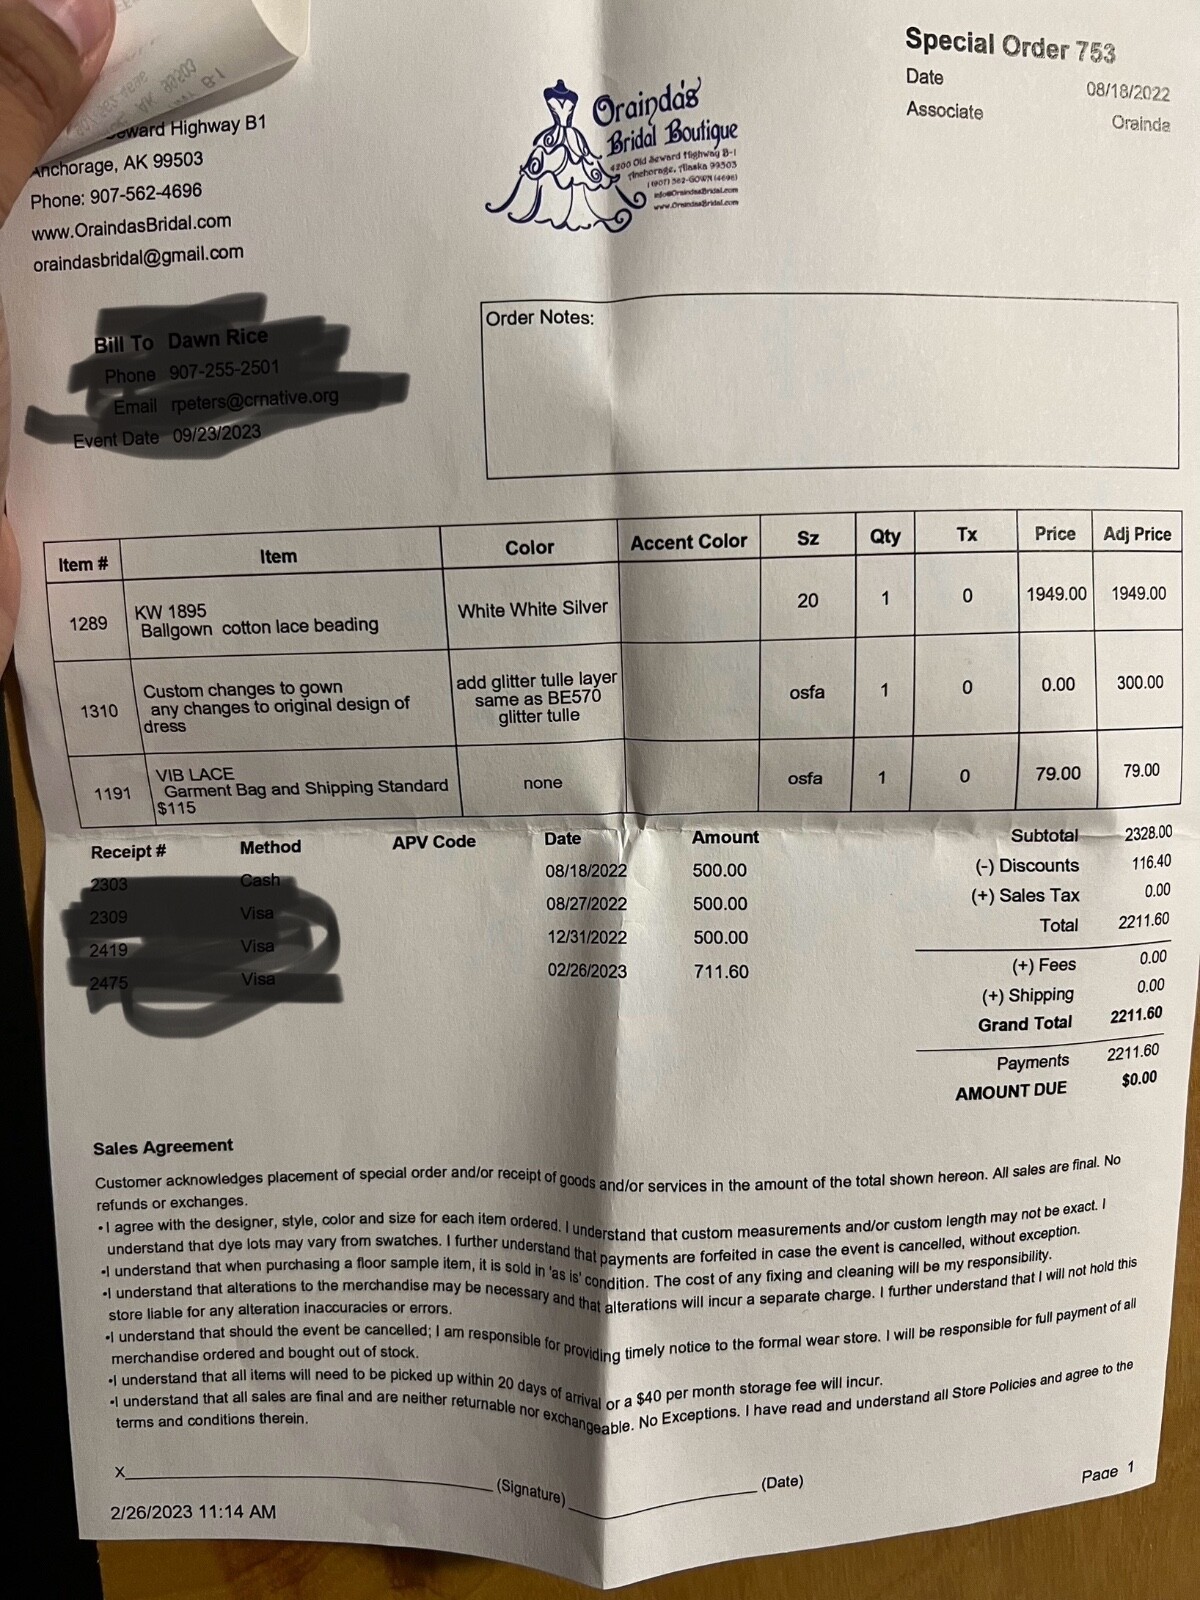 Special Order 753
Date 08/18/2022
Associate Orainda
Highway B1
Anchorage, AK 99503
Phone: 907-562-4696
www.OraindasBridal.com
oraindasbridal@gmail.com
Orainda's
Bridal Boutique
4200 Old Seward Highway B-1
Anchorage, Alaska 99503
(907) 562-GOWN (4696)
info@OraindasBridal.com
www.OraindasBridal.com
Order Notes:
Item # Item Color Accent Color Sz Qty Tx Price Adj Price
1289 KW 1895 White White Silver 20 1 0 1949.00 1949.00
Ballgown cotton lace beading
1310 Custom changes to gown add glitter tulle layer osfa 1 0 0.00 300.00
any changes to original design of same as BE570
dress glitter tulle
1191 VIB LACE none osfa 1 0 79.00 79.00
Garment Bag and Shipping Standard
$115
Receipt # Method APV Code Date Amount
08/18/2022 500.00
08/27/2022 500.00
12/31/2022 500.00
02/26/2023 711.60
Subtotal 2328.00
(-) Discounts 116.40
(+) Sales Tax 0.00
Total 2211.60
(+) Fees 0.00
(+) Shipping 0.00
Grand Total 2211.60
Payments 2211.60
AMOUNT DUE $0.00
Sales Agreement
Customer acknowledges placement of special order and/or receipt of goods and/or services in the amount of the total shown hereon. All sales are final. No
refunds or exchanges.
•I agree with the designer, style, color and size for each item ordered. I understand that custom measurements and/or custom length may not be exact. I
understand that dye lots may vary from swatches. I further understand that payments are forfeited in case the event is cancelled, without exception.
•I understand that when purchasing a floor sample item, it is sold in 'as is' condition. The cost of any fixing and cleaning will be my responsibility.
•I understand that alterations to the merchandise may be necessary and that alterations will incur a separate charge. I further understand that I will not hold this
store liable for any alteration inaccuracies or errors.
•I understand that should the event be cancelled; I am responsible for providing timely notice to the formal wear store. I will be responsible for full payment of all
merchandise ordered and bought out of stock.
•I understand that all items will need to be picked up within 20 days of arrival or a $40 per month storage fee will incur.
•I understand that all sales are final and are neither returnable nor exchangeable. No Exceptions. I have read and understand all Store Policies and agree to the
terms and conditions therein.
X (Signature) (Date)
2/26/2023 11:14 AM
Page 1